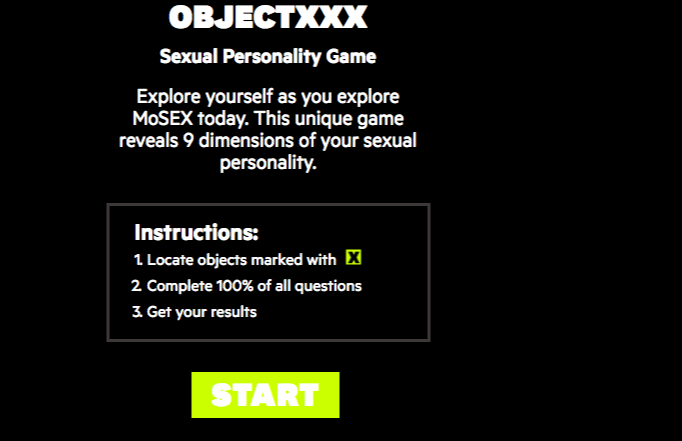 OBJECTXXX
Sexual Personality Game
Explore yourself as you explore
MoSEX today. This unique game
reveals 9 dimensions of your sexual
personality.
Instructions:
1. Locate objects marked with X
2. Complete 100% of all questions
3. Get your results
START